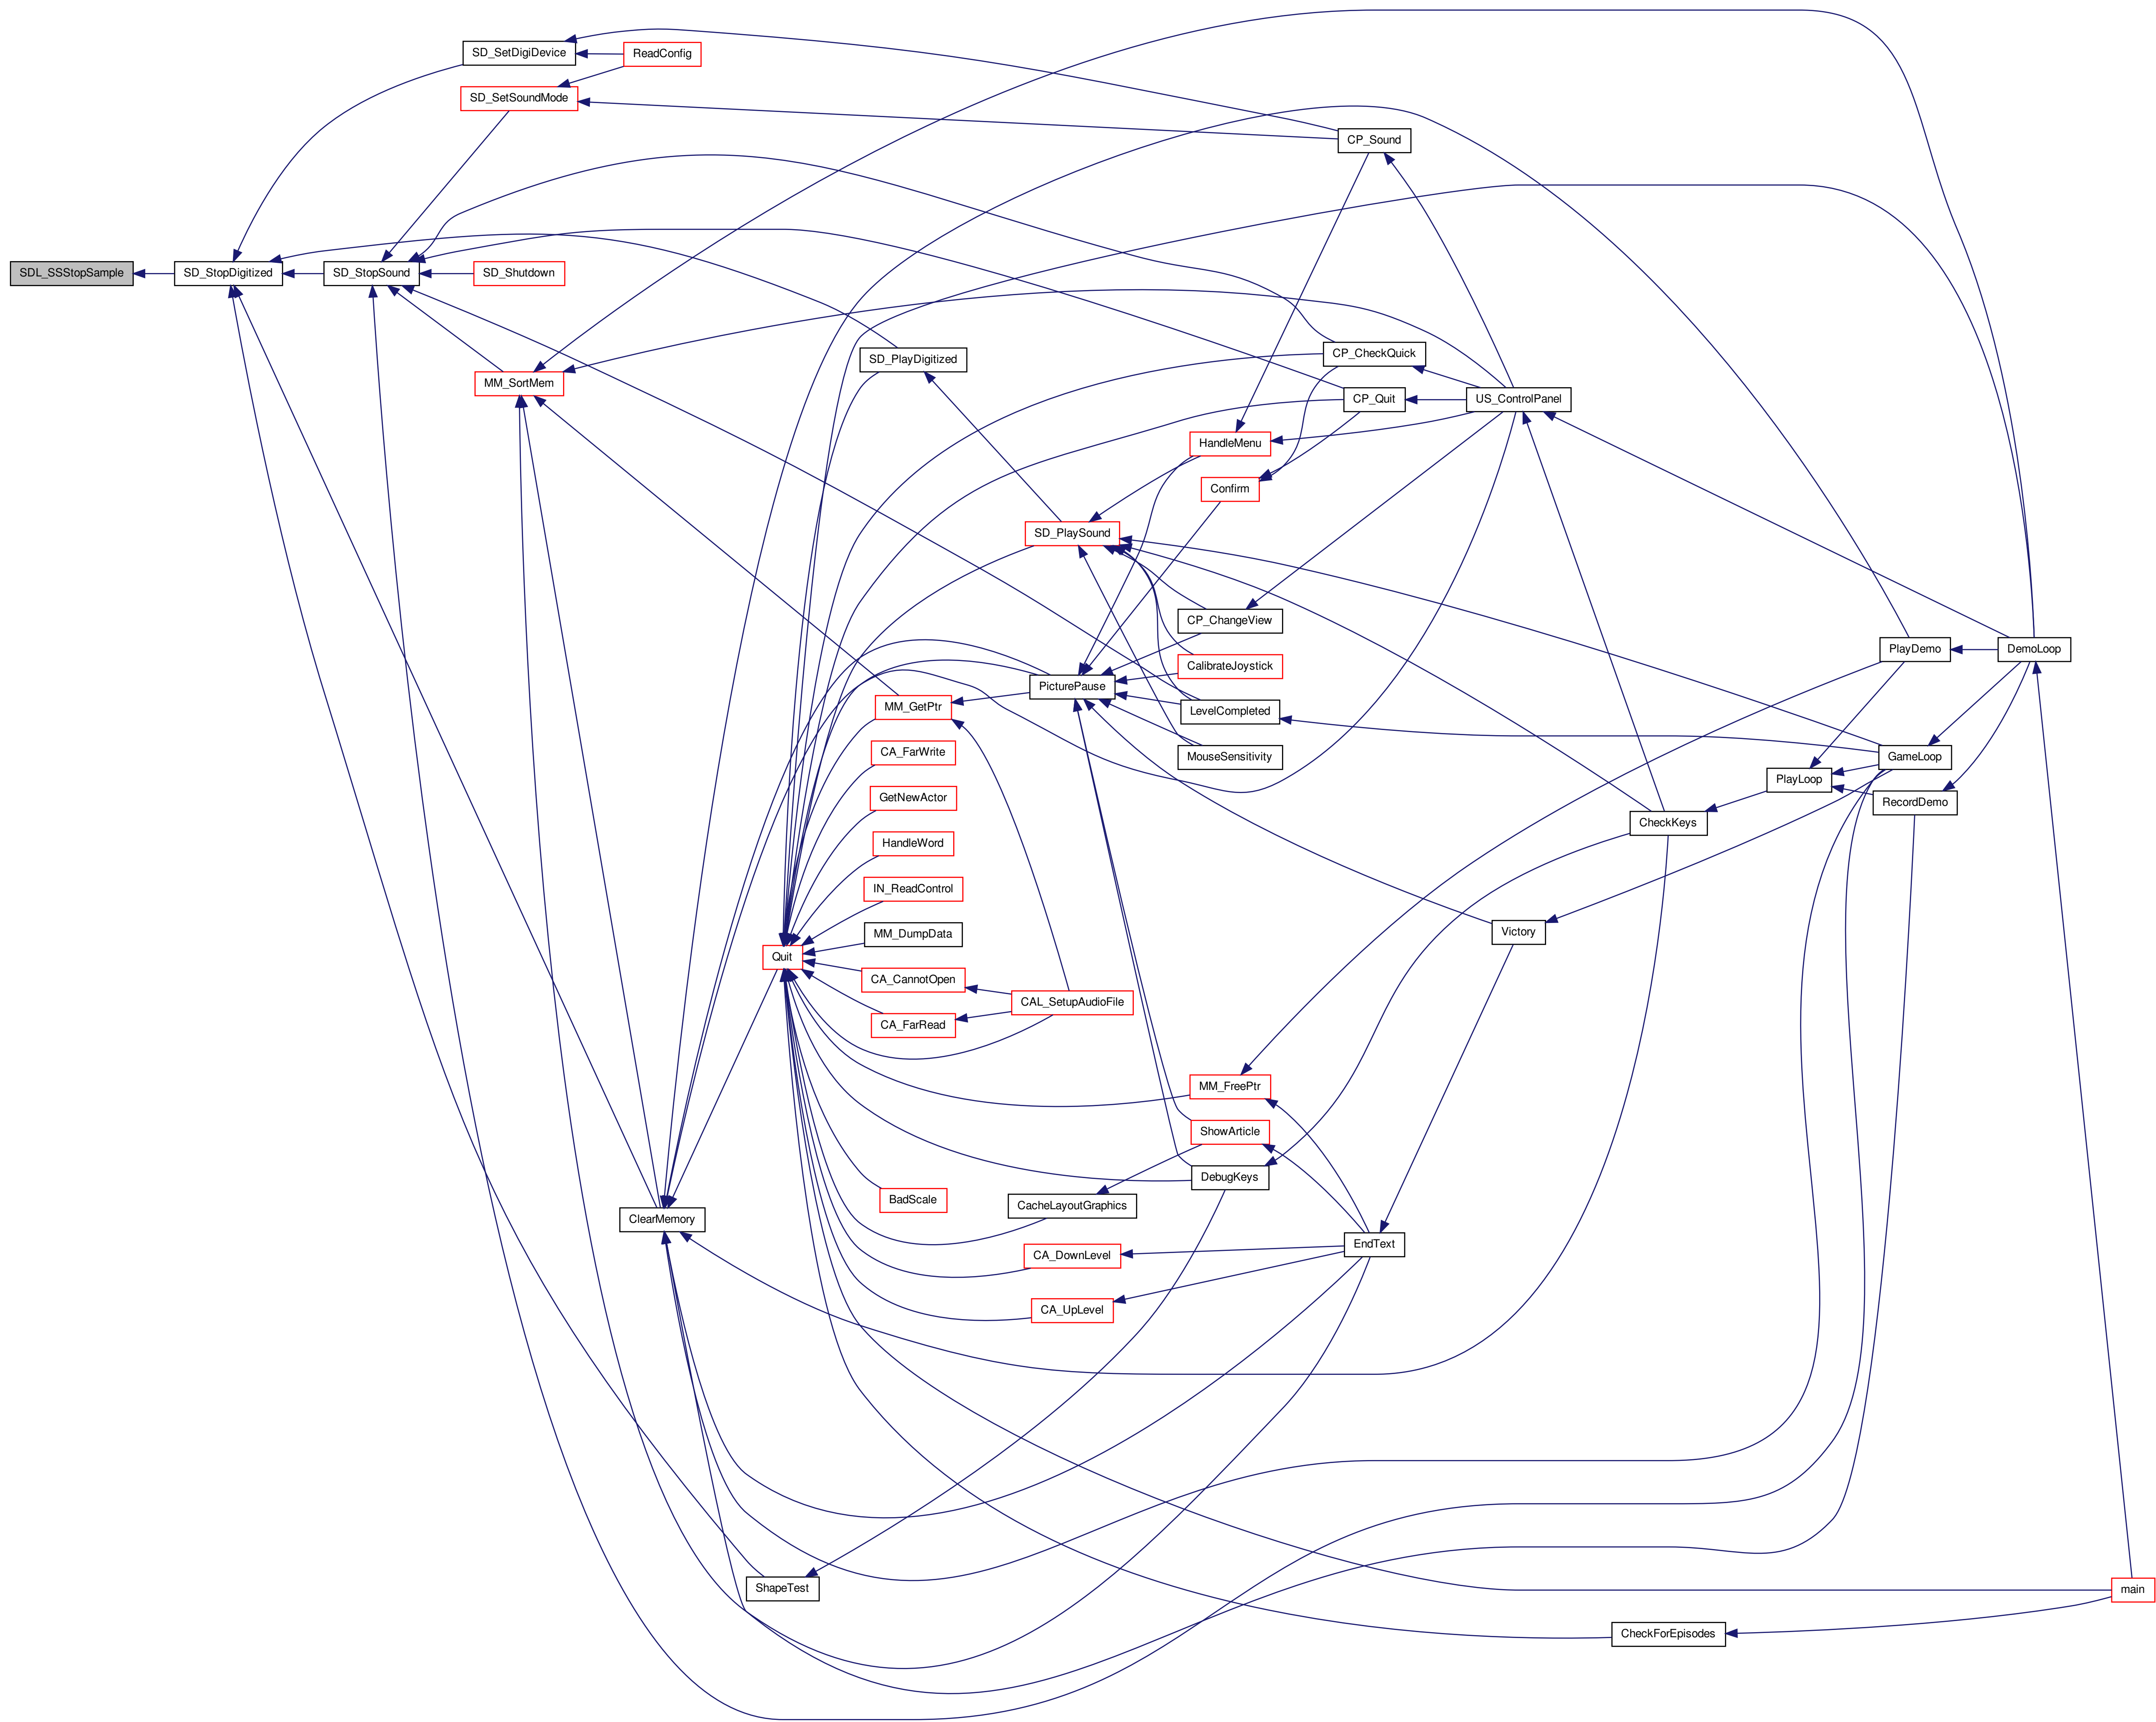 SD_SetDigiDevice
ReadConfig
SD_SetSoundMode
CP_Sound
SDL_SSStopSample
SD_StopDigitized
SD_StopSound
SD_Shutdown
SD_PlayDigitized
CP_CheckQuick
MM_SortMem
CP_Quit
US_ControlPanel
HandleMenu
Confirm
SD_PlaySound
CP_ChangeView
PlayDemo
DemoLoop
CalibrateJoystick
PicturePause
MM_GetPtr
LevelCompleted
CA_FarWrite
MouseSensitivity
GameLoop
PlayLoop
GetNewActor
RecordDemo
CheckKeys
HandleWord
IN_ReadControl
MM_DumpData
Victory
Quit
CA_CannotOpen
CAL_SetupAudioFile
CA_FarRead
MM_FreePtr
ShowArticle
DebugKeys
BadScale
CacheLayoutGraphics
ClearMemory
EndText
CA_DownLevel
CA_UpLevel
ShapeTest
main
CheckForEpisodes